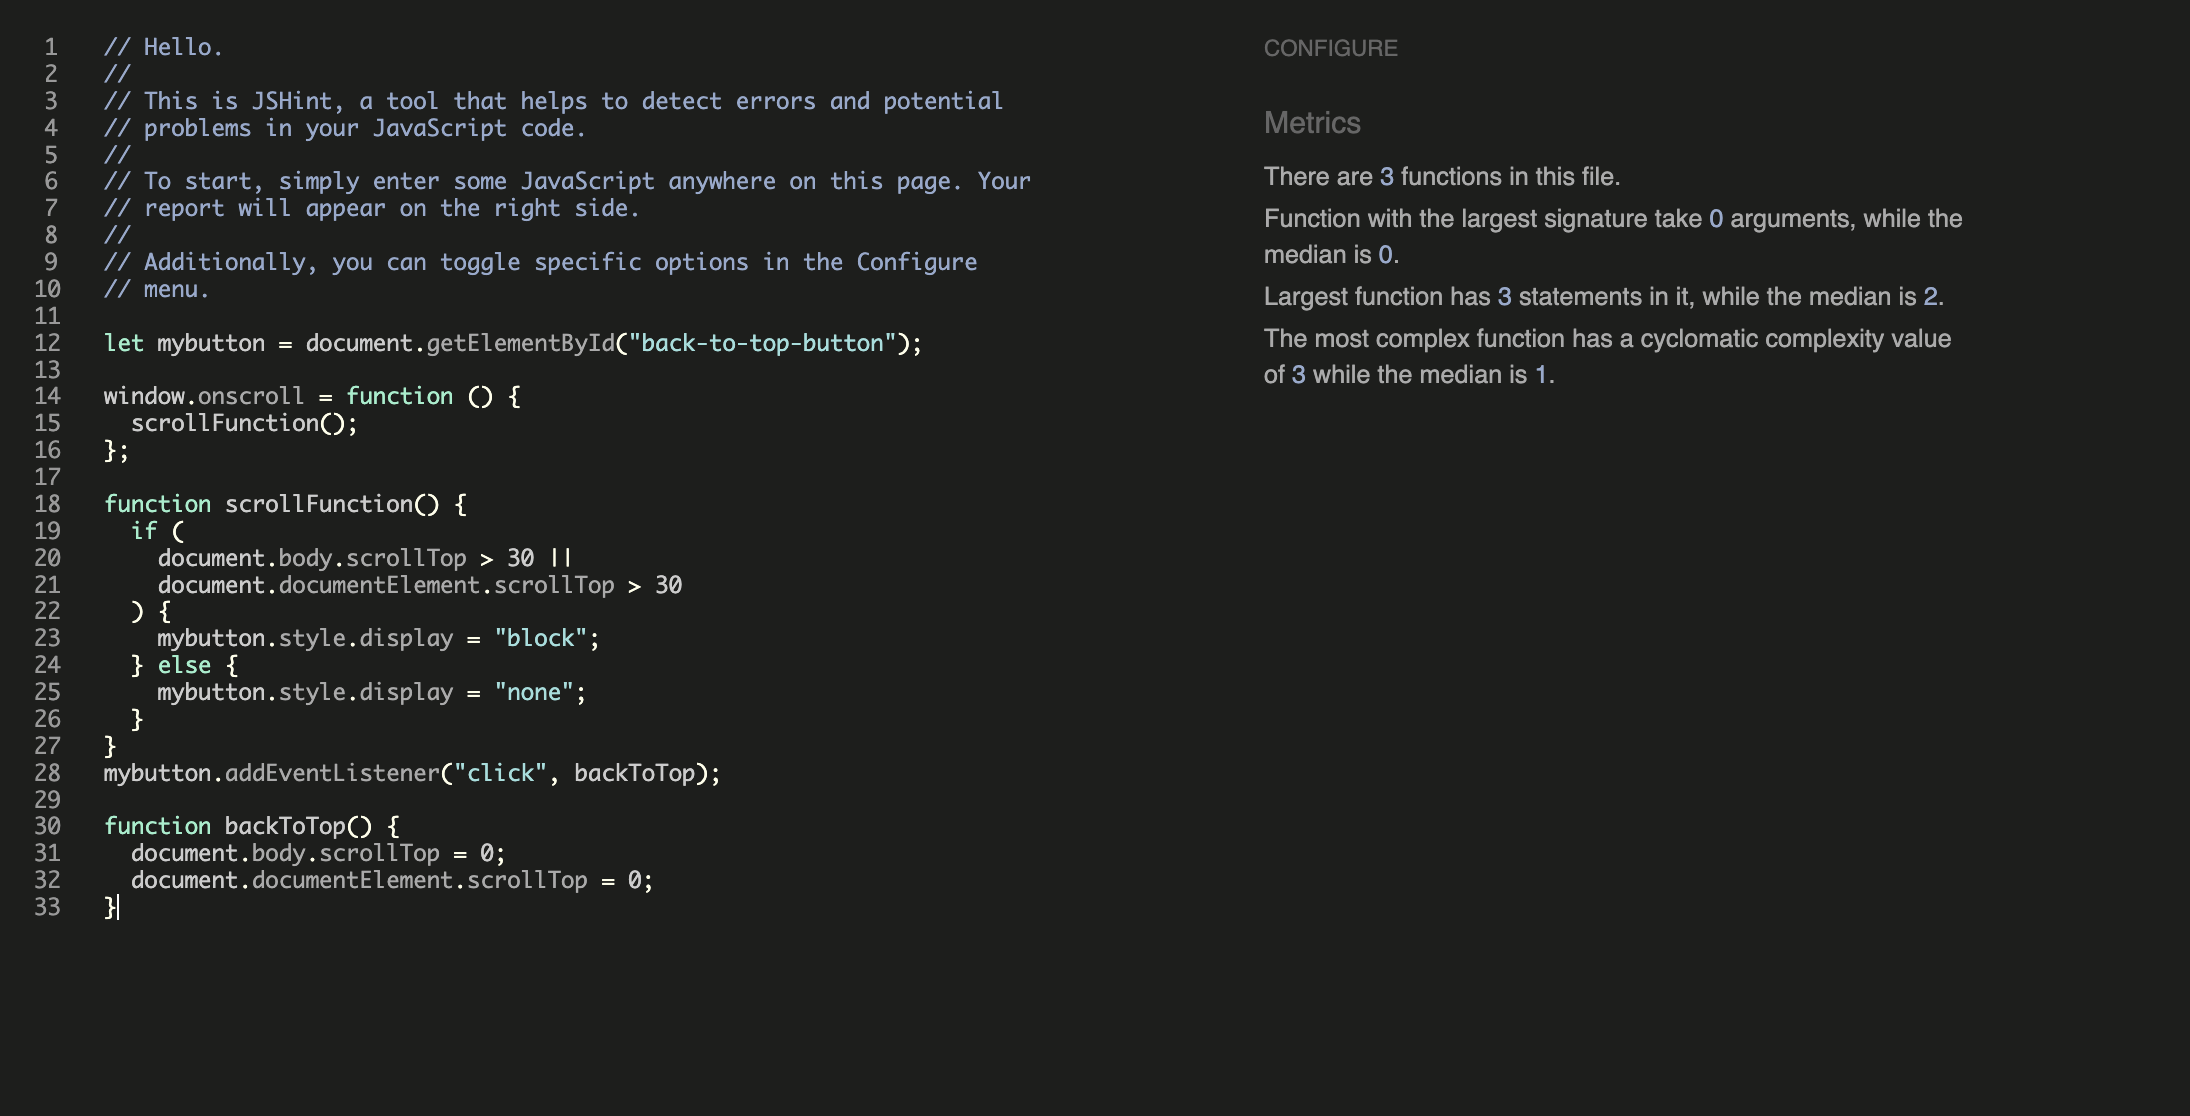 1 // Hello.
2 //
3 // This is JSHint, a tool that helps to detect errors and potential
4 // problems in your JavaScript code.
5 //
6 // To start, simply enter some JavaScript anywhere on this page. Your
7 // report will appear on the right side.
8 //
9 // Additionally, you can toggle specific options in the Configure
10 // menu.
11
12 let mybutton = document.getElementById("back-to-top-button");
13
14 window.onscroll = function () {
15   scrollFunction();
16 };
17
18 function scrollFunction() {
19   if (
20     document.body.scrollTop > 30 ||
21     document.documentElement.scrollTop > 30
22   ) {
23     mybutton.style.display = "block";
24   } else {
25     mybutton.style.display = "none";
26   }
27 }
28 mybutton.addEventListener("click", backToTop);
29
30 function backToTop() {
31   document.body.scrollTop = 0;
32   document.documentElement.scrollTop = 0;
33 }
CONFIGURE
Metrics
There are 3 functions in this file.
Function with the largest signature take 0 arguments, while the
median is 0.
Largest function has 3 statements in it, while the median is 2.
The most complex function has a cyclomatic complexity value
of 3 while the median is 1.